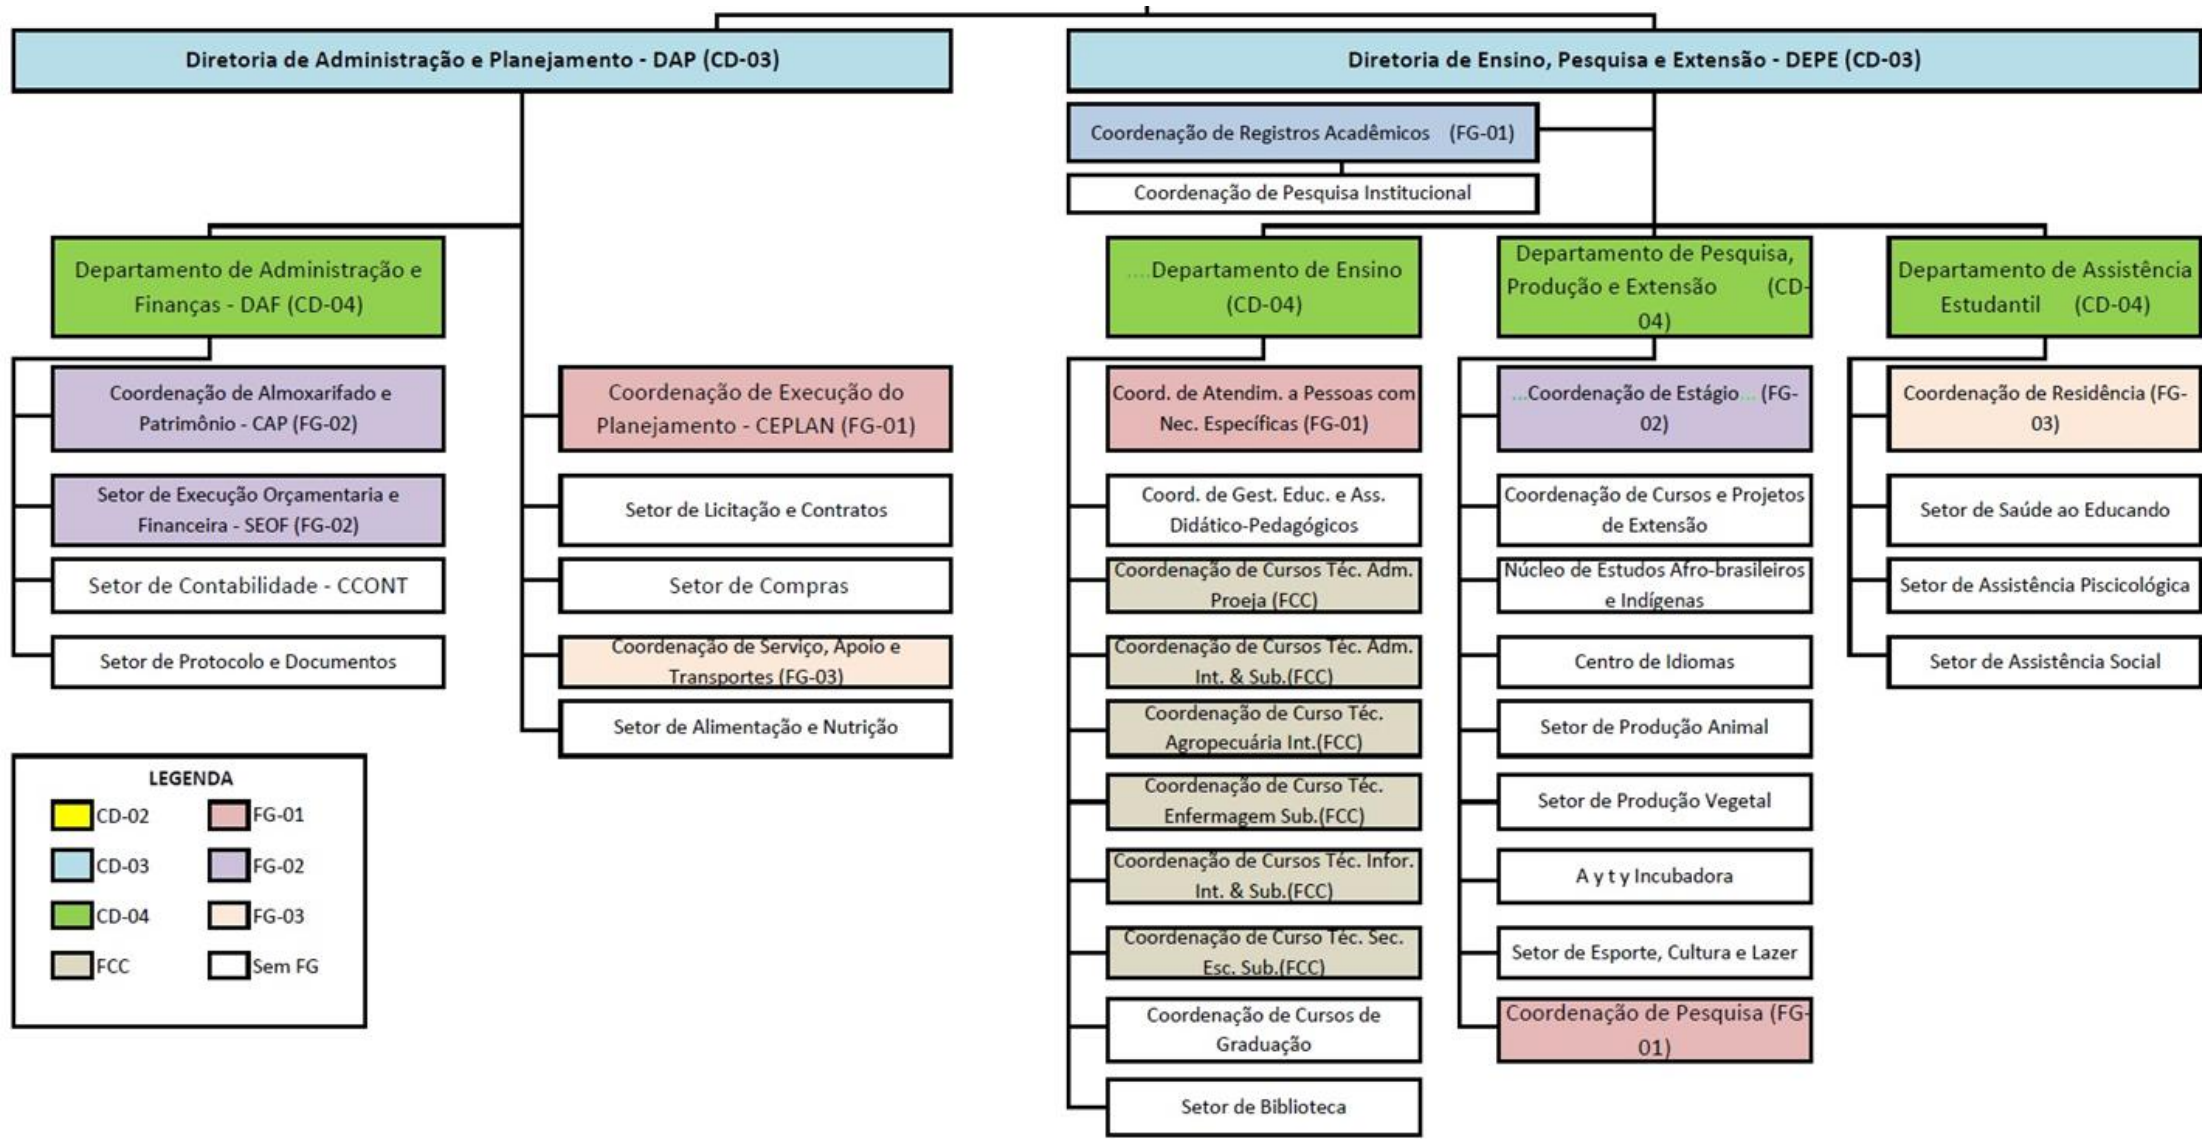 Diretoria de Administração e Planejamento - DAP (CD-03)
Diretoria de Ensino, Pesquisa e Extensão - DEPE (CD-03)
Coordenação de Registros Acadêmicos (FG-01)
Coordenação de Pesquisa Institucional
Departamento de Administração e
Finanças - DAF (CD-04)
Coordenação de Almoxarifado e
Patrimônio - CAP (FG-02)
Setor de Execução Orçamentaria e
Financeira - SEOF (FG-02)
Setor de Contabilidade - CCONT
Setor de Protocolo e Documentos
Coordenação de Execução do
Planejamento - CEPLAN (FG-01)
Setor de Licitação e Contratos
Setor de Compras
Coordenação de Serviço, Apoio e
Transportes (FG-03)
Setor de Alimentação e Nutrição
....Departamento de Ensino
(CD-04)
Coord. de Atendim. a Pessoas com
Nec. Específicas (FG-01)
Coord. de Gest. Educ. e Ass.
Didático-Pedagógicos
Coordenação de Cursos Téc. Adm.
Proeja (FCC)
Coordenação de Cursos Téc. Adm.
Int. & Sub.(FCC)
Coordenação de Curso Téc.
Agropecuária Int.(FCC)
Coordenação de Curso Téc.
Enfermagem Sub.(FCC)
Coordenação de Cursos Téc. Infor.
Int. & Sub.(FCC)
Coordenação de Curso Téc. Sec.
Esc. Sub.(FCC)
Coordenação de Cursos de
Graduação
Setor de Biblioteca
Departamento de Pesquisa,
Produção e Extensão (CD-
04)
...Coordenação de Estágio... (FG-
02)
Coordenação de Cursos e Projetos
de Extensão
Núcleo de Estudos Afro-brasileiros
e Indígenas
Centro de Idiomas
Setor de Produção Animal
Setor de Produção Vegetal
A y t y Incubadora
Setor de Esporte, Cultura e Lazer
Coordenação de Pesquisa (FG-
01)
Departamento de Assistência
Estudantil (CD-04)
Coordenação de Residência (FG-
03)
Setor de Saúde ao Educando
Setor de Assistência Piscicológica
Setor de Assistência Social
LEGENDA
CD-02
FG-01
CD-03
FG-02
CD-04
FG-03
FCC
Sem FG